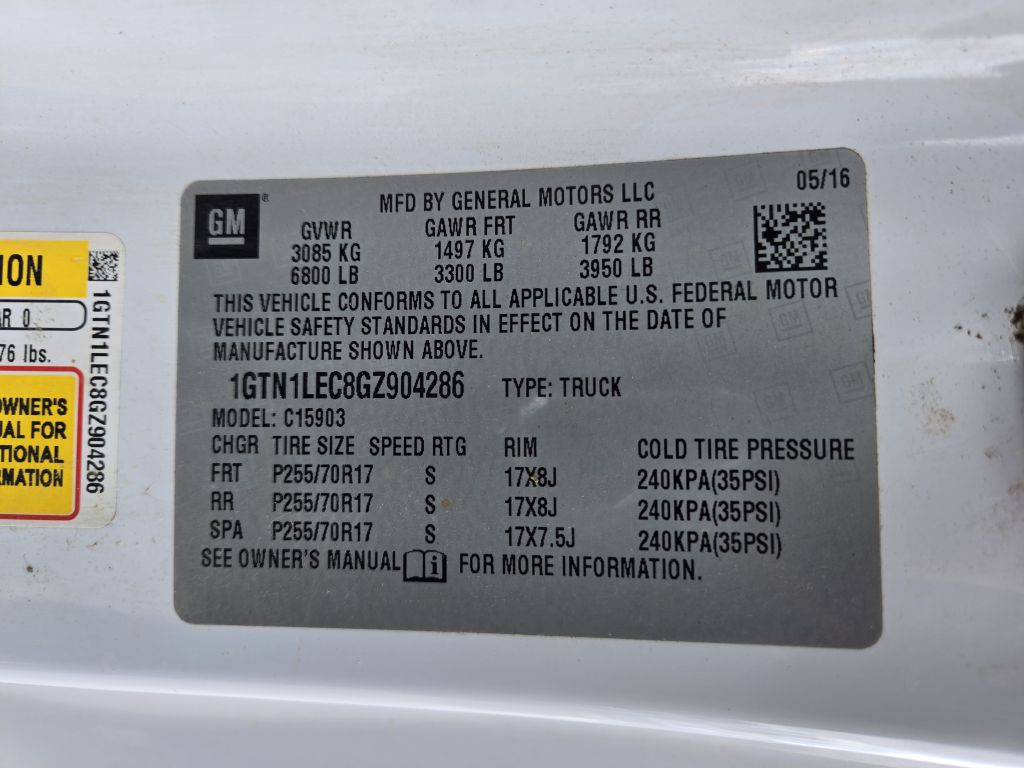 GM®
MFD BY GENERAL MOTORS LLC
05/16
GVWR GAWR FRT GAWR RR
3085 KG 1497 KG 1792 KG
6800 LB 3300 LB 3950 LB
THIS VEHICLE CONFORMS TO ALL APPLICABLE U.S. FEDERAL MOTOR
VEHICLE SAFETY STANDARDS IN EFFECT ON THE DATE OF
MANUFACTURE SHOWN ABOVE.
1GTN1LEC8GZ904286 TYPE: TRUCK
MODEL: C15903
CHGR TIRE SIZE SPEED RTG RIM COLD TIRE PRESSURE
FRT P255/70R17 S 17X8J 240KPA(35PSI)
RR P255/70R17 S 17X8J 240KPA(35PSI)
SPA P255/70R17 S 17X7.5J 240KPA(35PSI)
SEE OWNER'S MANUAL i FOR MORE INFORMATION.
ION
AR 0
76 lbs.
OWNER'S
UAL FOR
TIONAL
RMATION
1GTN1LEC8GZ904286